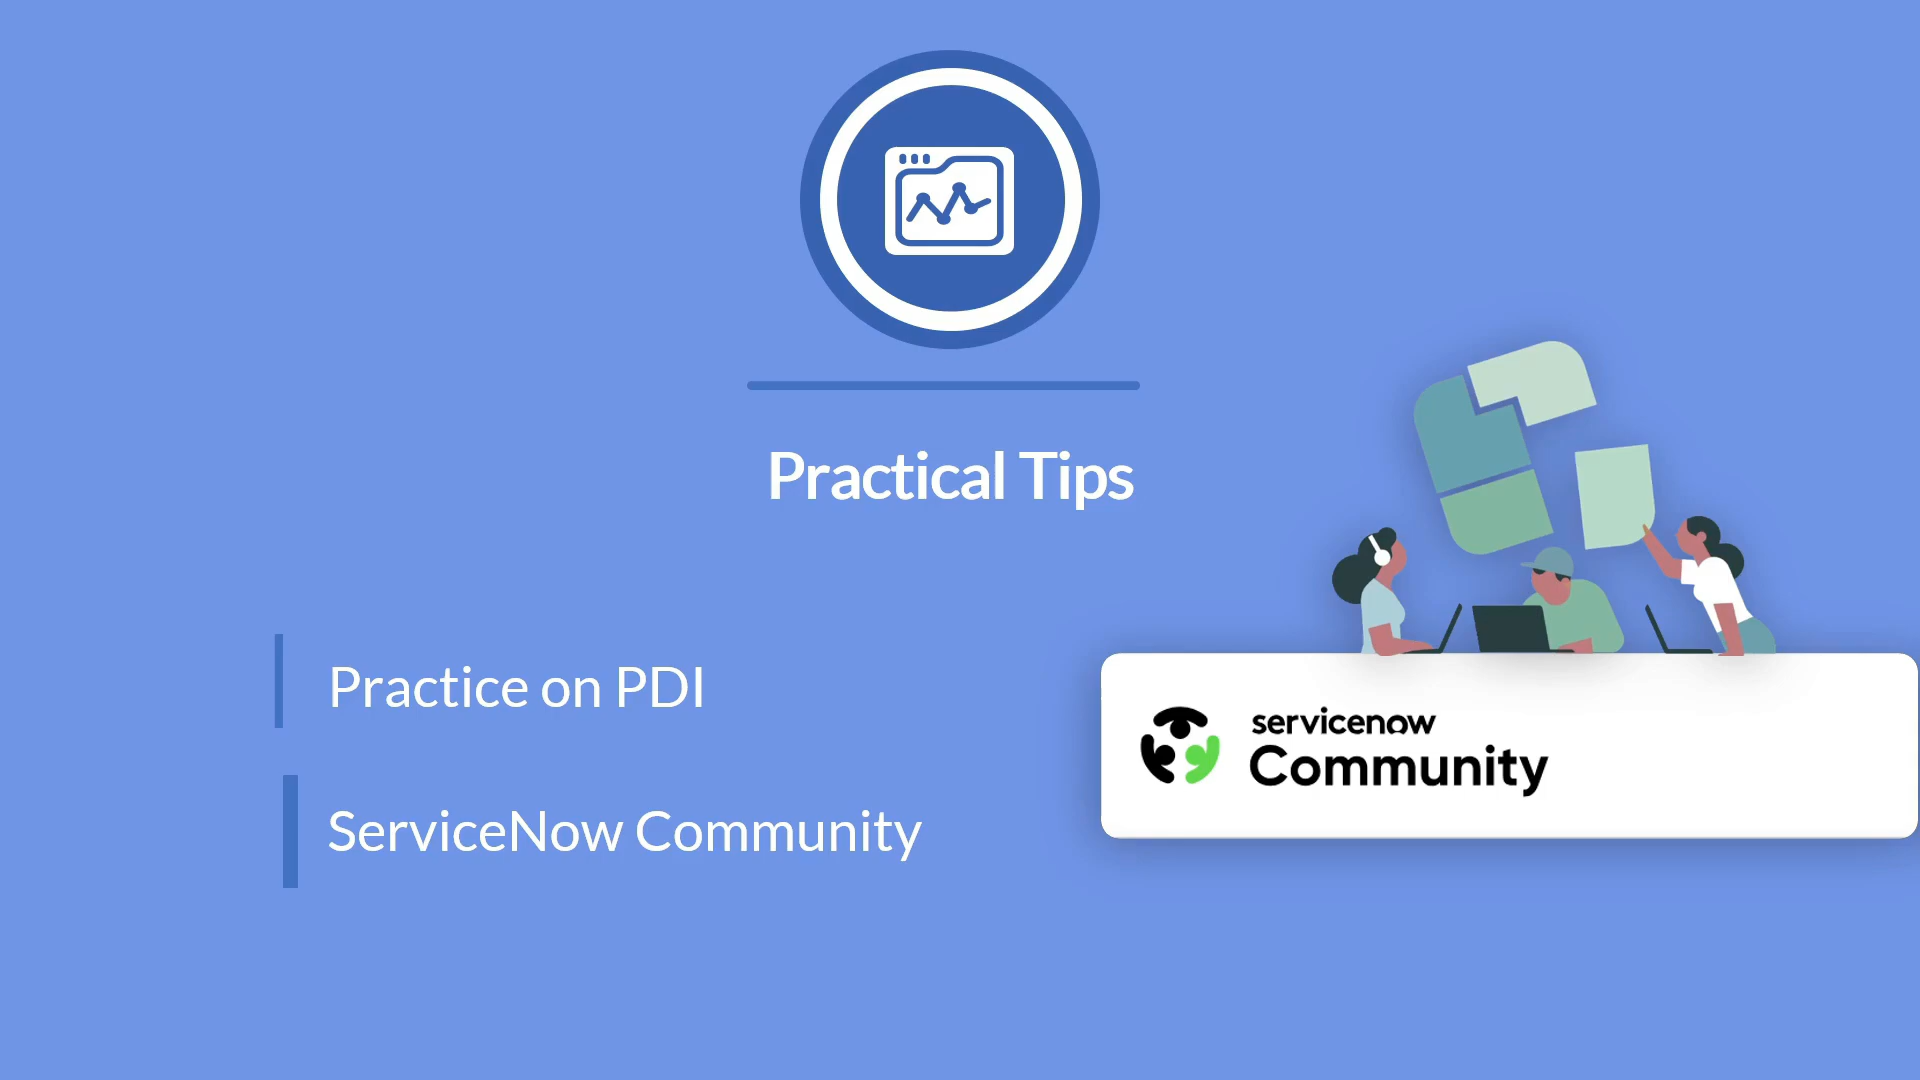 Practical Tips
Practice on PDI
ServiceNow Community
servicenow
Community